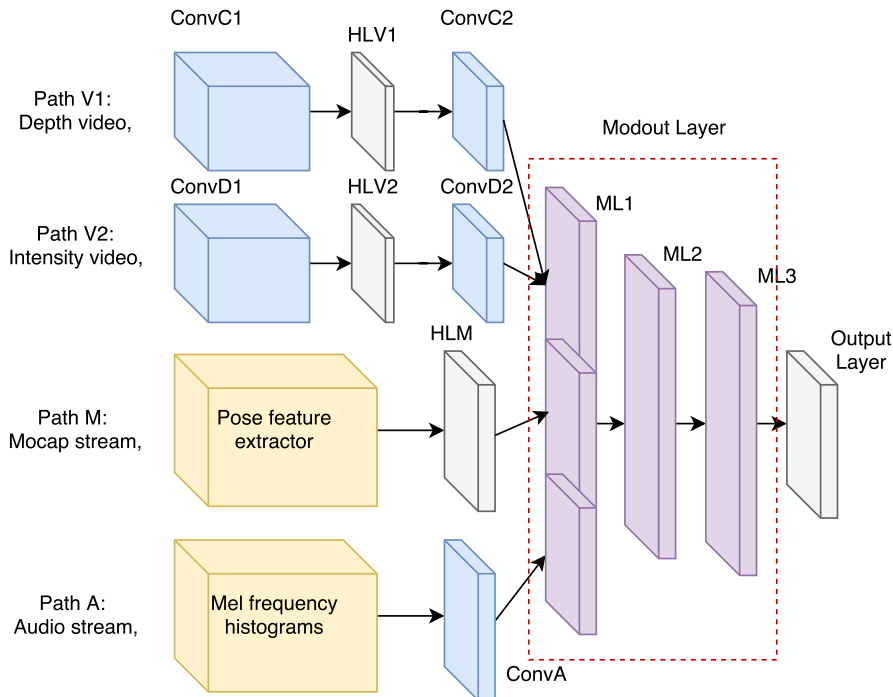 ConvC1
HLV1
ConvC2
Path V1:
Depth video,
Modout Layer
ConvD1
HLV2
ConvD2
ML1
Path V2:
Intensity video,
ML2
ML3
HLM
Output
Layer
Path M:
Mocap stream,
Pose feature
extractor
Path A:
Audio stream,
Mel frequency
histograms
ConvA